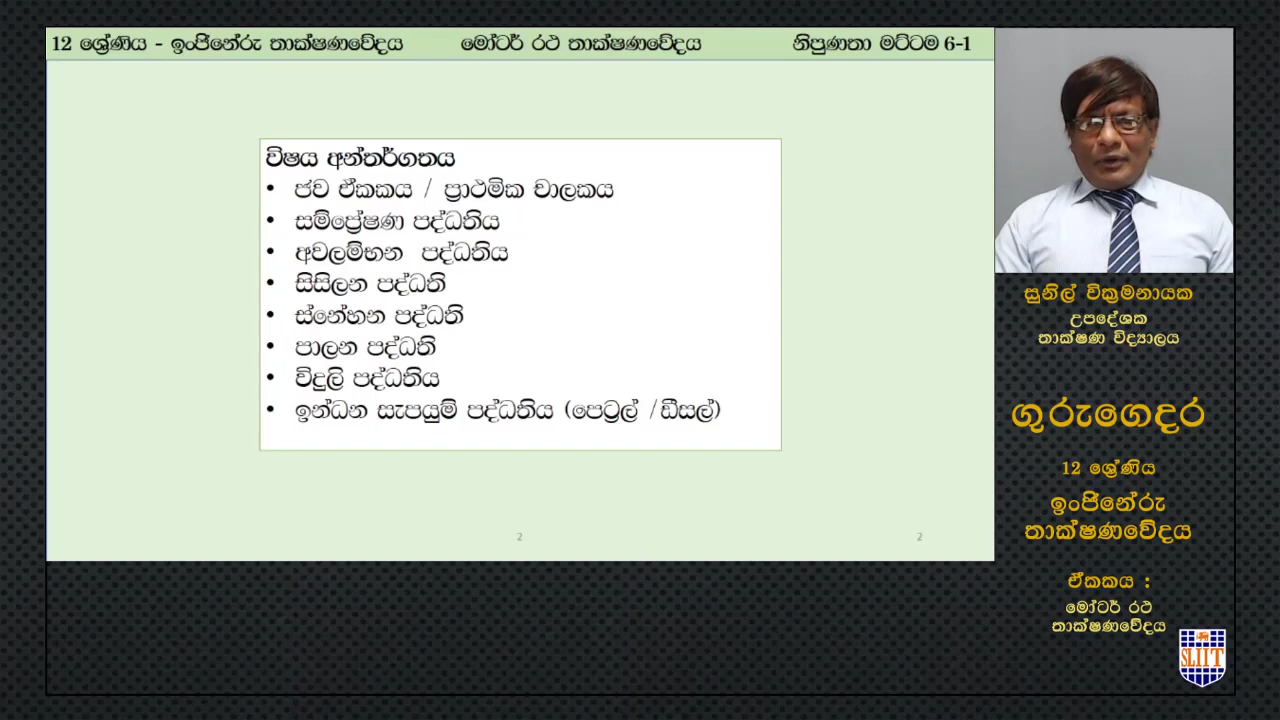 12 ශ්‍රේණිය - ඉංජිනේරු තාක්ෂණවේදය මෝටර් රථ තාක්ෂණවේදය නිපුණතා මට්ටම 6-1
විෂය අන්තර්ගතය
• ජව ඒකකය / ප්‍රාථමික චාලකය
• සම්ප්‍රේෂණ පද්ධතිය
• අවලම්භන පද්ධතිය
• සිසිලන පද්ධති
• ස්නේහන පද්ධති
• පාලන පද්ධති
• විදුලි පද්ධතිය
• ඉන්ධන සැපයුම් පද්ධතිය (පෙට්‍රල් /ඩීසල්)
2 2
සුනිල් වික්‍රමනායක
උපදේශක
තාක්ෂණ විද්‍යාලය
ගුරුගෙදර
12 ශ්‍රේණිය
ඉංජිනේරු
තාක්ෂණවේදය
ඒකකය :
මෝටර් රථ
තාක්ෂණවේදය
SLIIT